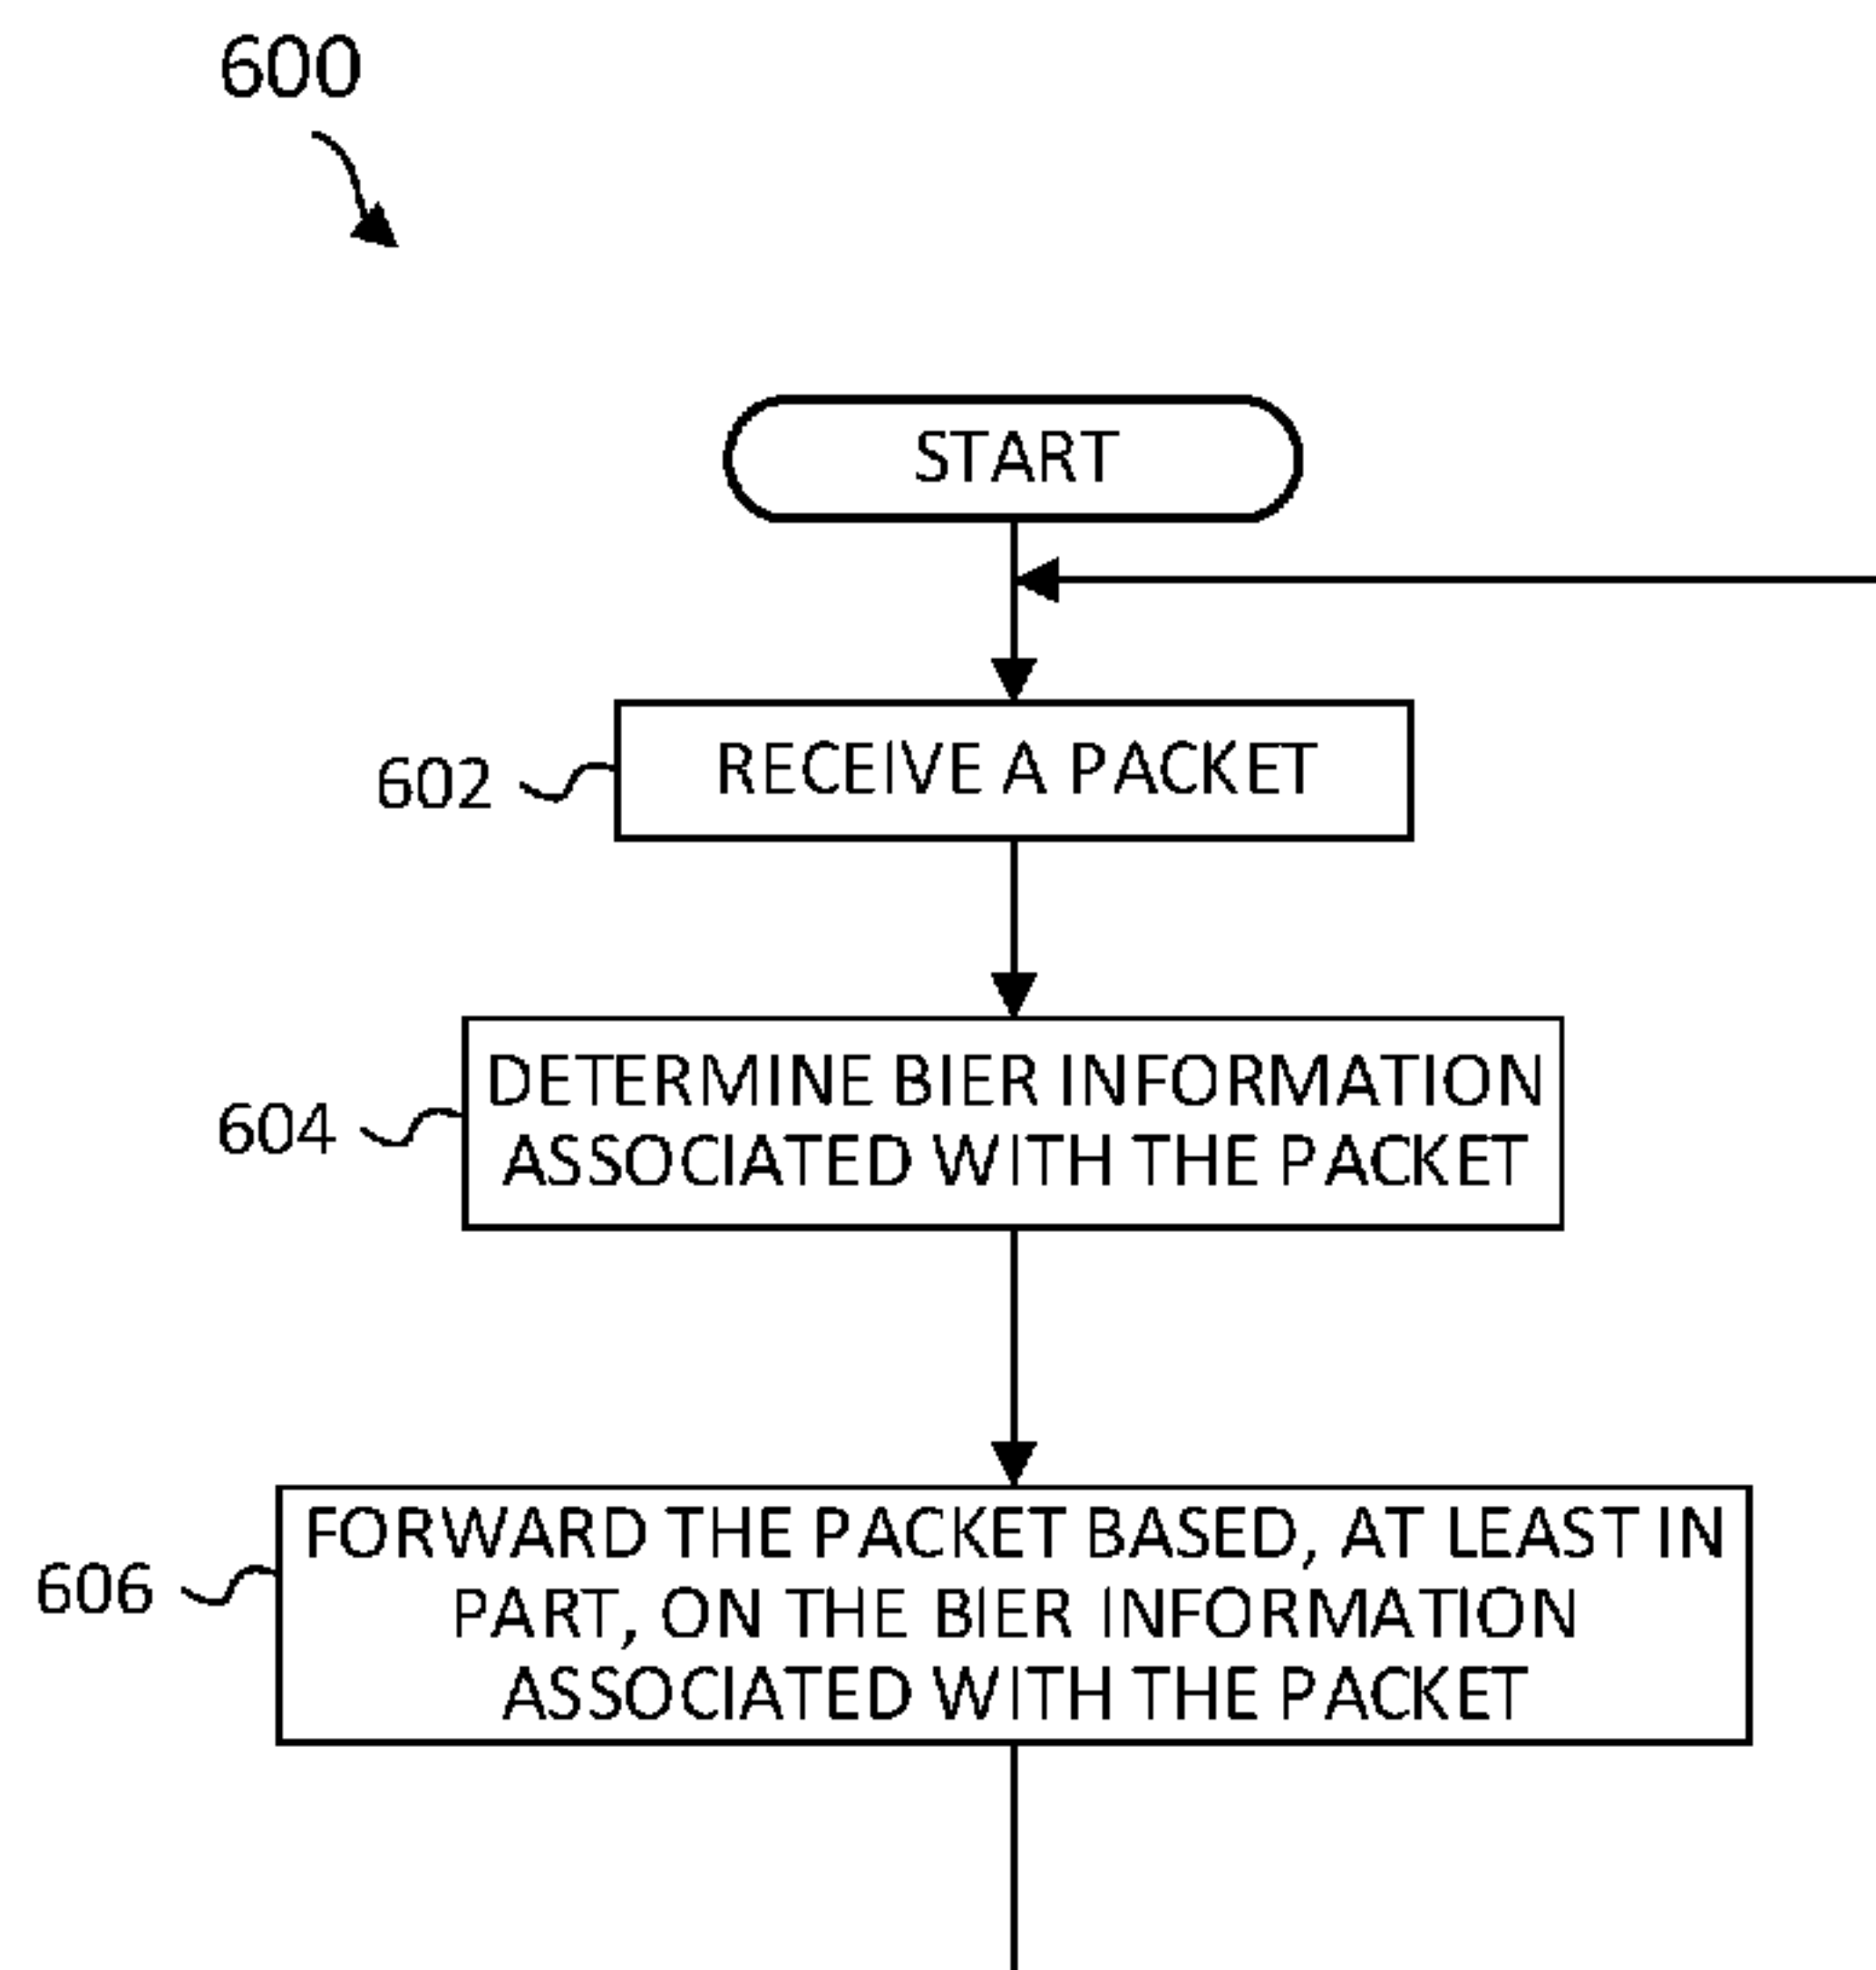 600
START
602
RECEIVE A PACKET
604
DETERMINE BIER INFORMATION
ASSOCIATED WITH THE PACKET
606
FORWARD THE PACKET BASED, AT LEAST IN
PART, ON THE BIER INFORMATION
ASSOCIATED WITH THE PACKET